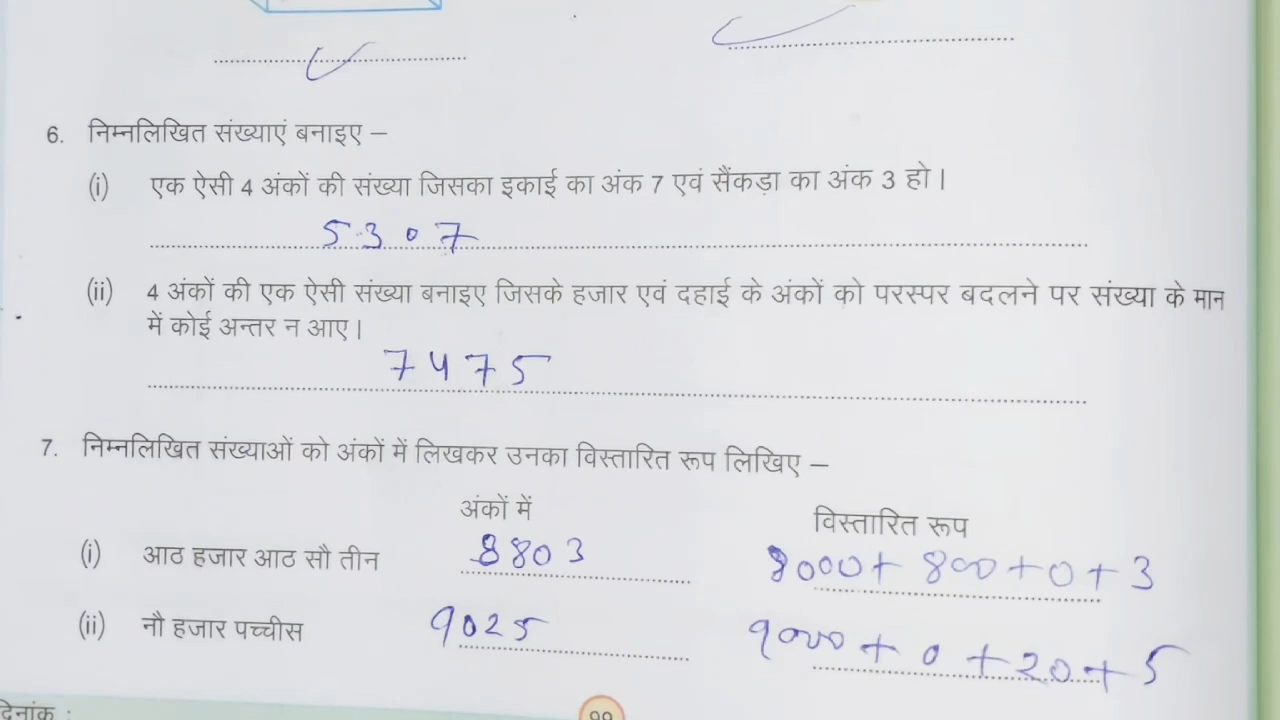 6. निम्नलिखित संख्याएं बनाइए –
(i) एक ऐसी 4 अंकों की संख्या जिसका इकाई का अंक 7 एवं सैंकड़ा का अंक 3 हो।
5307
(ii) 4 अंकों की एक ऐसी संख्या बनाइए जिसके हजार एवं दहाई के अंकों को परस्पर बदलने पर संख्या के मान
में कोई अन्तर न आए।
7475
7. निम्नलिखित संख्याओं को अंकों में लिखकर उनका विस्तारित रूप लिखिए –
अंकों में विस्तारित रूप
(i) आठ हजार आठ सौ तीन 8803 8000+ 800+0+3
(ii) नौ हजार पच्चीस 9025 9000+0+20+5
दिनांक :